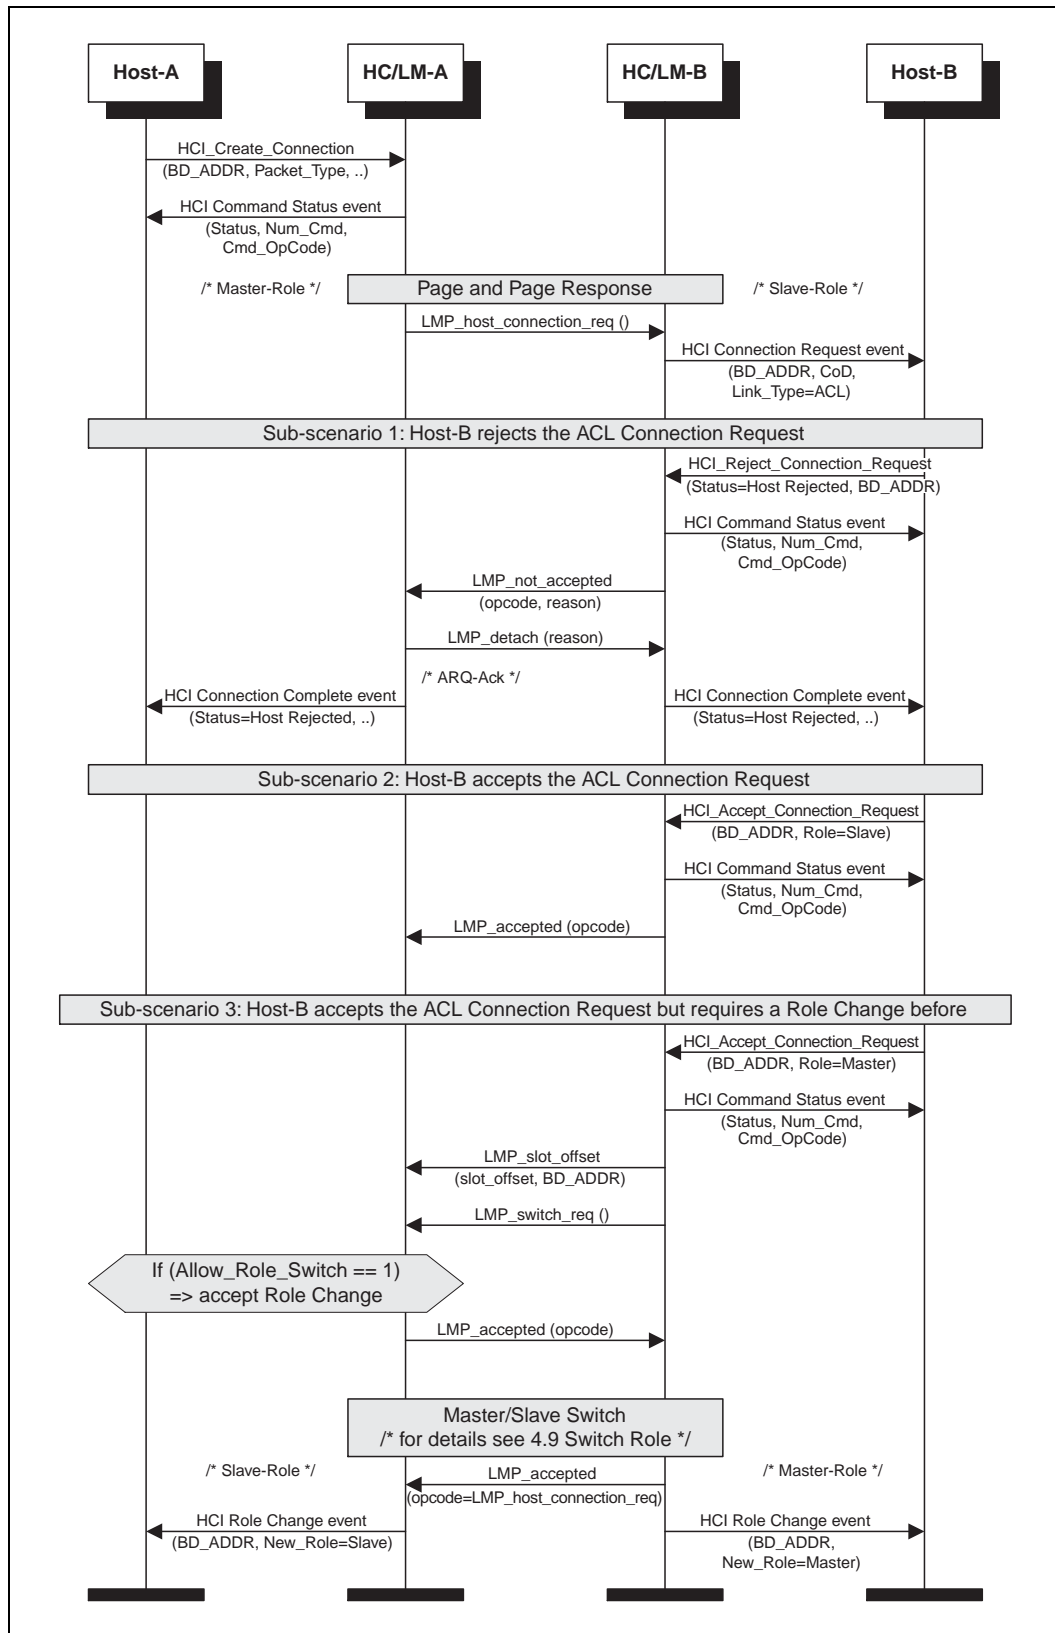 Host-A
HC/LM-A
HC/LM-B
Host-B
HCI_Create_Connection
(BD_ADDR, Packet_Type, ..)
HCI Command Status event
(Status, Num_Cmd,
Cmd_OpCode)
/* Master-Role */
Page and Page Response
/* Slave-Role */
LMP_host_connection_req ()
HCI Connection Request event
(BD_ADDR, CoD,
Link_Type=ACL)
Sub-scenario 1: Host-B rejects the ACL Connection Request
HCI_Reject_Connection_Request
(Status=Host Rejected, BD_ADDR)
HCI Command Status event
(Status, Num_Cmd,
Cmd_OpCode)
LMP_not_accepted
(opcode, reason)
LMP_detach (reason)
/* ARQ-Ack */
HCI Connection Complete event
(Status=Host Rejected, ..)
HCI Connection Complete event
(Status=Host Rejected, ..)
Sub-scenario 2: Host-B accepts the ACL Connection Request
HCI_Accept_Connection_Request
(BD_ADDR, Role=Slave)
HCI Command Status event
(Status, Num_Cmd,
Cmd_OpCode)
LMP_accepted (opcode)
Sub-scenario 3: Host-B accepts the ACL Connection Request but requires a Role Change before
HCI_Accept_Connection_Request
(BD_ADDR, Role=Master)
HCI Command Status event
(Status, Num_Cmd,
Cmd_OpCode)
LMP_slot_offset
(slot_offset, BD_ADDR)
LMP_switch_req ()
If (Allow_Role_Switch == 1)
=> accept Role Change
LMP_accepted (opcode)
Master/Slave Switch
/* for details see 4.9 Switch Role */
/* Slave-Role */
LMP_accepted
(opcode=LMP_host_connection_req)
/* Master-Role */
HCI Role Change event
(BD_ADDR, New_Role=Slave)
HCI Role Change event
(BD_ADDR,
New_Role=Master)